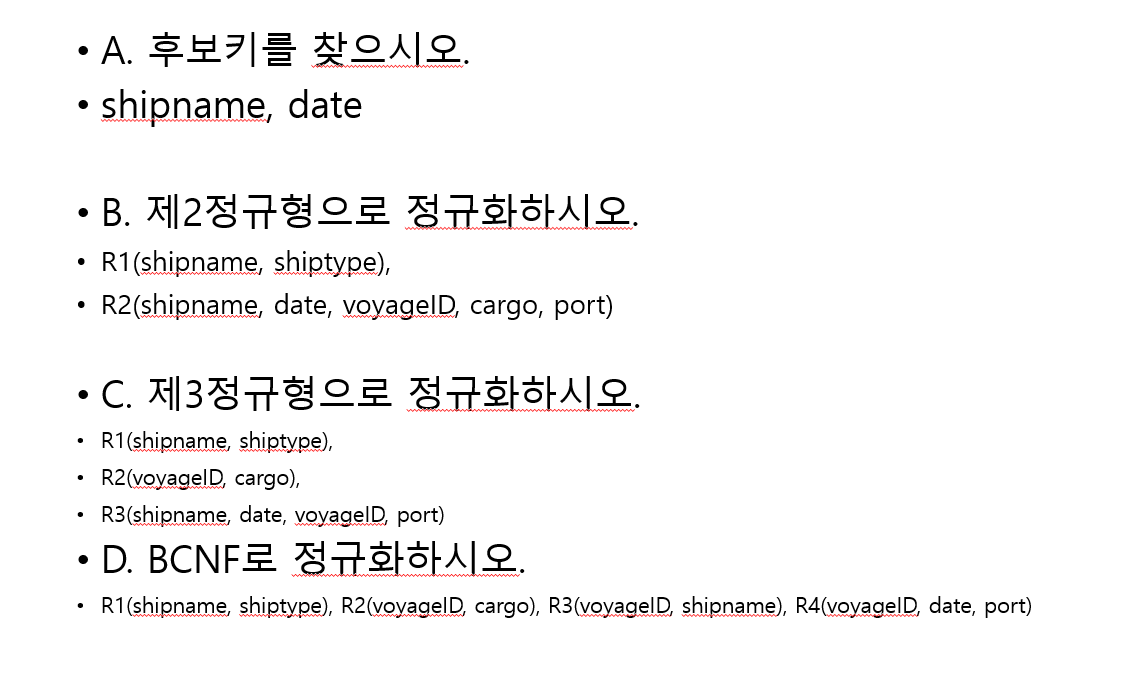 • A. 후보키를 찾으시오.
• shipname, date
• B. 제2정규형으로 정규화하시오.
• R1(shipname, shiptype),
• R2(shipname, date, voyageID, cargo, port)
• C. 제3정규형으로 정규화하시오.
• R1(shipname, shiptype),
• R2(voyageID, cargo),
• R3(shipname, date, voyageID, port)
• D. BCNF로 정규화하시오.
• R1(shipname, shiptype), R2(voyageID, cargo), R3(voyageID, shipname), R4(voyageID, date, port)